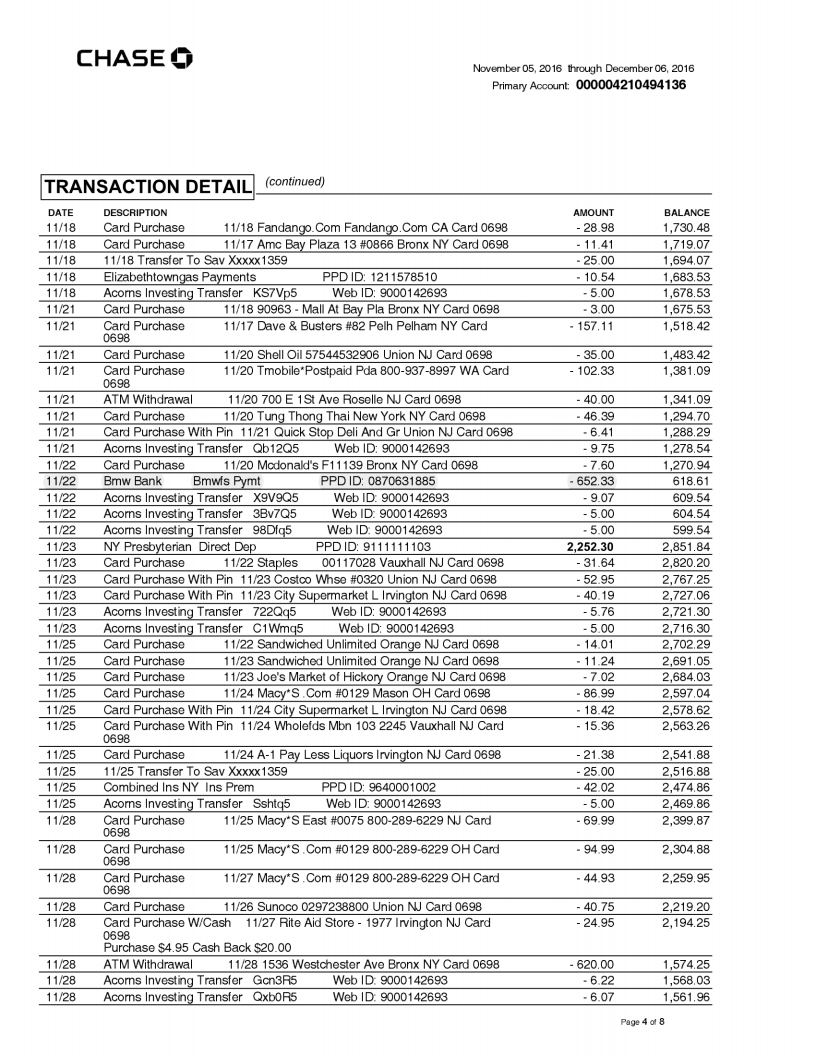 CHASE
November 05, 2016 through December 06, 2016
Primary Account: 000004210494136
TRANSACTION DETAIL (continued)
DATE DESCRIPTION AMOUNT BALANCE
11/18 Card Purchase 11/18 Fandango.Com Fandango.Com CA Card 0698 - 28.98 1,730.48
11/18 Card Purchase 11/17 Amc Bay Plaza 13 #0866 Bronx NY Card 0698 - 11.41 1,719.07
11/18 11/18 Transfer To Sav Xxxxx1359 - 25.00 1,694.07
11/18 Elizabethtowngas Payments PPD ID: 1211578510 - 10.54 1,683.53
11/18 Acorns Investing Transfer KS7Vp5 Web ID: 9000142693 - 5.00 1,678.53
11/21 Card Purchase 11/18 90963 - Mall At Bay Pla Bronx NY Card 0698 - 3.00 1,675.53
11/21 Card Purchase 11/17 Dave & Busters #82 Pelh Pelham NY Card - 157.11 1,518.42
0698
11/21 Card Purchase 11/20 Shell Oil 57544532906 Union NJ Card 0698 - 35.00 1,483.42
11/21 Card Purchase 11/20 Tmobile*Postpaid Pda 800-937-8997 WA Card - 102.33 1,381.09
0698
11/21 ATM Withdrawal 11/20 700 E 1St Ave Roselle NJ Card 0698 - 40.00 1,341.09
11/21 Card Purchase 11/20 Tung Thong Thai New York NY Card 0698 - 46.39 1,294.70
11/21 Card Purchase With Pin 11/21 Quick Stop Deli And Gr Union NJ Card 0698 - 6.41 1,288.29
11/21 Acorns Investing Transfer Qb12Q5 Web ID: 9000142693 - 9.75 1,278.54
11/22 Card Purchase 11/20 Mcdonald's F11139 Bronx NY Card 0698 - 7.60 1,270.94
11/22 Bmw Bank Bmwfs Pymt PPD ID: 0870631885 - 652.33 618.61
11/22 Acorns Investing Transfer X9V9Q5 Web ID: 9000142693 - 9.07 609.54
11/22 Acorns Investing Transfer 3Bv7Q5 Web ID: 9000142693 - 5.00 604.54
11/22 Acorns Investing Transfer 98Dfq5 Web ID: 9000142693 - 5.00 599.54
11/23 NY Presbyterian Direct Dep PPD ID: 9111111103 2,252.30 2,851.84
11/23 Card Purchase 11/22 Staples 00117028 Vauxhall NJ Card 0698 - 31.64 2,820.20
11/23 Card Purchase With Pin 11/23 Costco Whse #0320 Union NJ Card 0698 - 52.95 2,767.25
11/23 Card Purchase With Pin 11/23 City Supermarket L Irvington NJ Card 0698 - 40.19 2,727.06
11/23 Acorns Investing Transfer 722Qq5 Web ID: 9000142693 - 5.76 2,721.30
11/23 Acorns Investing Transfer C1Wmq5 Web ID: 9000142693 - 5.00 2,716.30
11/25 Card Purchase 11/22 Sandwiched Unlimited Orange NJ Card 0698 - 14.01 2,702.29
11/25 Card Purchase 11/23 Sandwiched Unlimited Orange NJ Card 0698 - 11.24 2,691.05
11/25 Card Purchase 11/23 Joe's Market of Hickory Orange NJ Card 0698 - 7.02 2,684.03
11/25 Card Purchase 11/24 Macy*S .Com #0129 Mason OH Card 0698 - 86.99 2,597.04
11/25 Card Purchase With Pin 11/24 City Supermarket L Irvington NJ Card 0698 - 18.42 2,578.62
11/25 Card Purchase With Pin 11/24 Wholefds Mbn 103 2245 Vauxhall NJ Card - 15.36 2,563.26
0698
11/25 Card Purchase 11/24 A-1 Pay Less Liquors Irvington NJ Card 0698 - 21.38 2,541.88
11/25 11/25 Transfer To Sav Xxxxx1359 - 25.00 2,516.88
11/25 Combined Ins NY Ins Prem PPD ID: 9640001002 - 42.02 2,474.86
11/25 Acorns Investing Transfer Sshtq5 Web ID: 9000142693 - 5.00 2,469.86
11/28 Card Purchase 11/25 Macy*S East #0075 800-289-6229 NJ Card - 69.99 2,399.87
0698
11/28 Card Purchase 11/25 Macy*S .Com #0129 800-289-6229 OH Card - 94.99 2,304.88
0698
11/28 Card Purchase 11/27 Macy*S .Com #0129 800-289-6229 OH Card - 44.93 2,259.95
0698
11/28 Card Purchase 11/26 Sunoco 0297238800 Union NJ Card 0698 - 40.75 2,219.20
11/28 Card Purchase W/Cash 11/27 Rite Aid Store - 1977 Irvington NJ Card - 24.95 2,194.25
0698
Purchase $4.95 Cash Back $20.00
11/28 ATM Withdrawal 11/28 1536 Westchester Ave Bronx NY Card 0698 - 620.00 1,574.25
11/28 Acorns Investing Transfer Gcn3R5 Web ID: 9000142693 - 6.22 1,568.03
11/28 Acorns Investing Transfer Qxb0R5 Web ID: 9000142693 - 6.07 1,561.96
Page 4 of 8